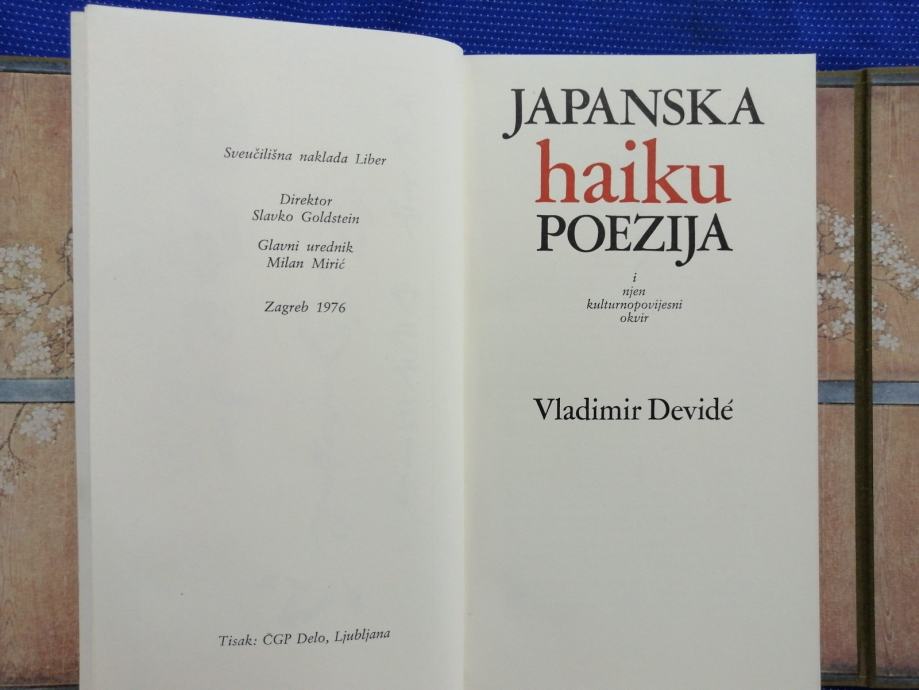 Sveučilišna naklada Liber
Direktor
Slavko Goldstein
Glavni urednik
Milan Mirić
Zagreb 1976
Tisak: ČGP Delo, Ljubljana
JAPANSKA
haiku
POEZIJA
i
njen
kulturnopovijesni
okvir
Vladimir Devidé